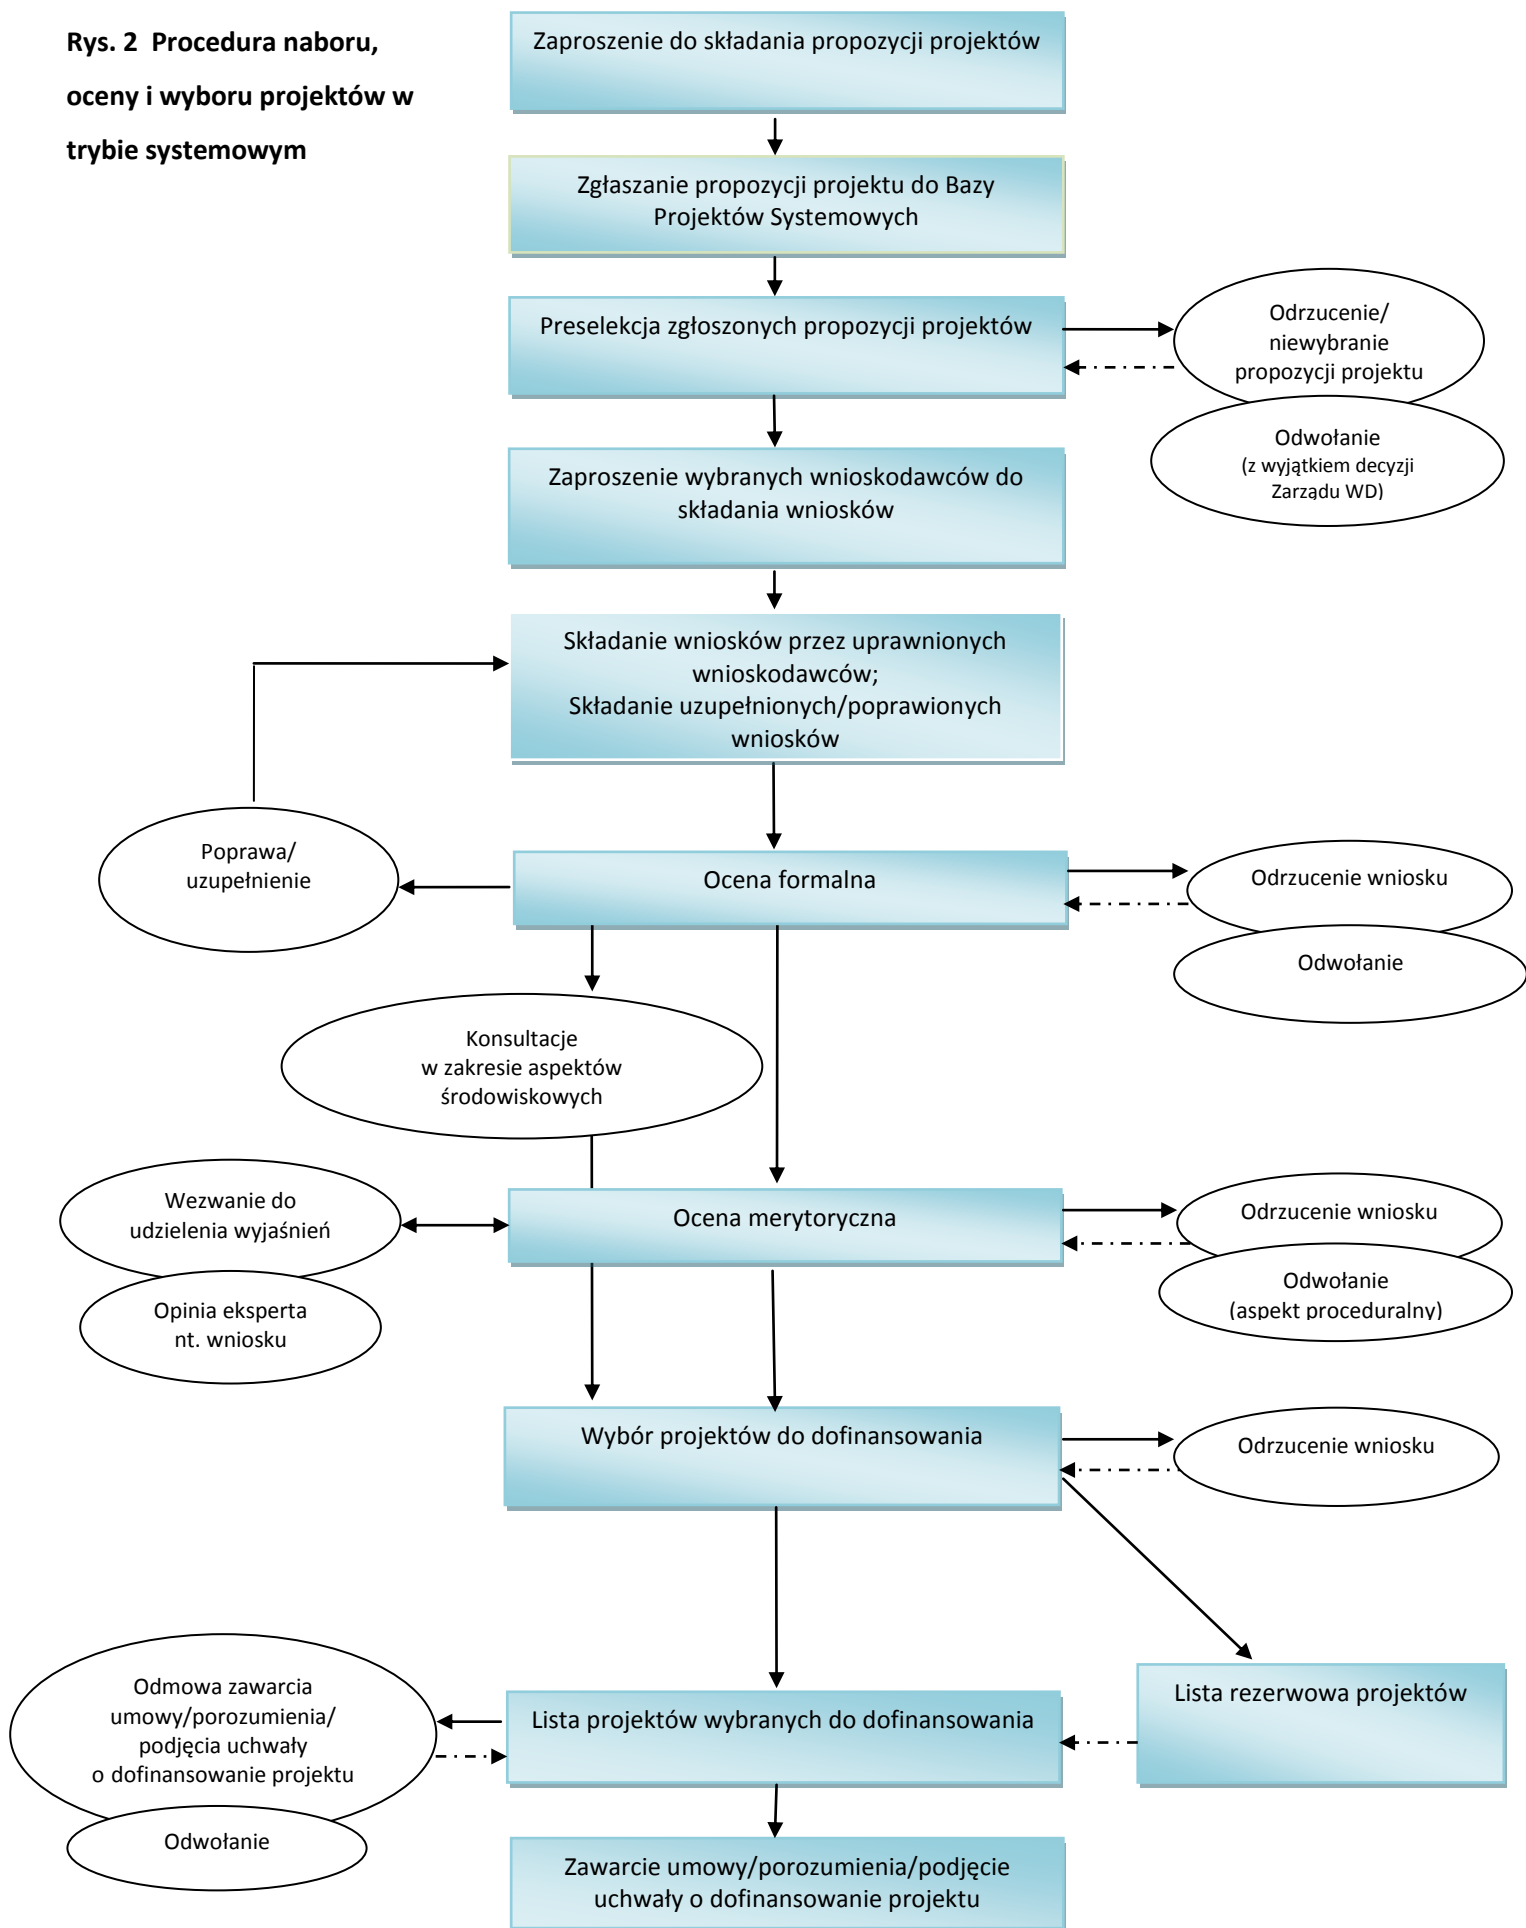 Rys. 2  Procedura naboru,
oceny i wyboru projektów w
trybie systemowym
Zaproszenie do składania propozycji projektów
Zgłaszanie propozycji projektu do Bazy
Projektów Systemowych
Preselekcja zgłoszonych propozycji projektów
Odrzucenie/
niewybranie
propozycji projektu
Odwołanie
(z wyjątkiem decyzji
Zarządu WD)
Zaproszenie wybranych wnioskodawców do
składania wniosków
Składanie wniosków przez uprawnionych
wnioskodawców;
Składanie uzupełnionych/poprawionych
wniosków
Poprawa/
uzupełnienie
Ocena formalna
Odrzucenie wniosku
Odwołanie
Konsultacje
w zakresie aspektów
środowiskowych
Wezwanie do
udzielenia wyjaśnień
Opinia eksperta
nt. wniosku
Ocena merytoryczna
Odrzucenie wniosku
Odwołanie
(aspekt proceduralny)
Wybór projektów do dofinansowania
Odrzucenie wniosku
Odmowa zawarcia
umowy/porozumienia/
podjęcia uchwały
o dofinansowanie projektu
Odwołanie
Lista projektów wybranych do dofinansowania
Lista rezerwowa projektów
Zawarcie umowy/porozumienia/podjęcie
uchwały o dofinansowanie projektu